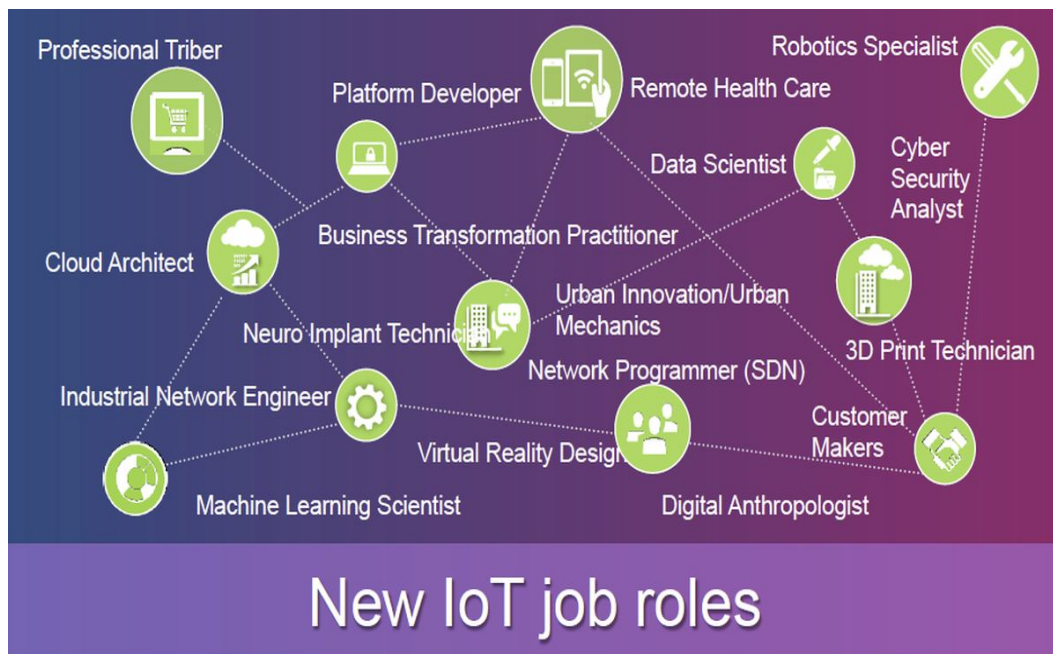 Professional Triber
Robotics Specialist
Platform Developer
Remote Health Care
Data Scientist
Cyber
Security
Analyst
Business Transformation Practitioner
Cloud Architect
Urban Innovation/Urban
Mechanics
Neuro Implant Technician
3D Print Technician
Network Programmer (SDN)
Industrial Network Engineer
Customer
Makers
Virtual Reality Design
Machine Learning Scientist
Digital Anthropologist
New IoT job roles